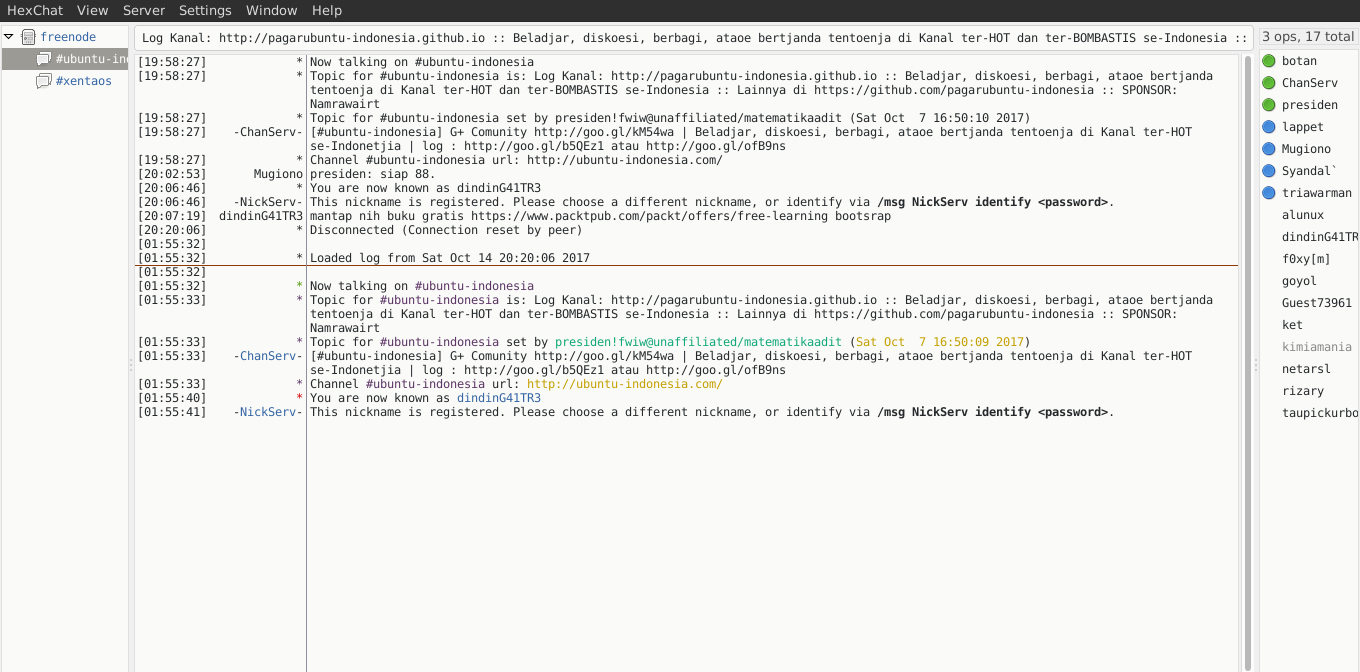 HexChat View Server Settings Window Help
freenode
#ubuntu-in
#xentaos
Log Kanal: http://pagarubuntu-indonesia.github.io :: Beladjar, diskoesi, berbagi, ataoe bertjanda tentoenja di Kanal ter-HOT dan ter-BOMBASTIS se-Indonesia ::
[19:58:27] * Now talking on #ubuntu-indonesia
[19:58:27] * Topic for #ubuntu-indonesia is: Log Kanal: http://pagarubuntu-indonesia.github.io :: Beladjar, diskoesi, berbagi, ataoe bertjanda
tentoenja di Kanal ter-HOT dan ter-BOMBASTIS se-Indonesia :: Lainnya di https://github.com/pagarubuntu-indonesia :: SPONSOR:
Namrawairt
[19:58:27] * Topic for #ubuntu-indonesia set by presiden!fwiw@unaffiliated/matematikaadit (Sat Oct  7 16:50:10 2017)
[19:58:27] -ChanServ- [#ubuntu-indonesia] G+ Comunity http://goo.gl/kM54wa | Beladjar, diskoesi, berbagi, ataoe bertjanda tentoenja di Kanal ter-HOT
se-Indonetjia | log : http://goo.gl/b5QEz1 atau http://goo.gl/ofB9ns
[19:58:27] * Channel #ubuntu-indonesia url: http://ubuntu-indonesia.com/
[20:02:53] Mugiono presiden: siap 88.
[20:06:46] * You are now known as dindinG41TR3
[20:06:46] -NickServ- This nickname is registered. Please choose a different nickname, or identify via /msg NickServ identify <password>.
[20:07:19] dindinG41TR3 mantap nih buku gratis https://www.packtpub.com/packt/offers/free-learning bootsrap
[20:20:06] * Disconnected (Connection reset by peer)
[01:55:32]
[01:55:32] * Loaded log from Sat Oct 14 20:20:06 2017
[01:55:32]
[01:55:32] * Now talking on #ubuntu-indonesia
[01:55:33] * Topic for #ubuntu-indonesia is: Log Kanal: http://pagarubuntu-indonesia.github.io :: Beladjar, diskoesi, berbagi, ataoe bertjanda
tentoenja di Kanal ter-HOT dan ter-BOMBASTIS se-Indonesia :: Lainnya di https://github.com/pagarubuntu-indonesia :: SPONSOR:
Namrawairt
[01:55:33] * Topic for #ubuntu-indonesia set by presiden!fwiw@unaffiliated/matematikaadit (Sat Oct  7 16:50:09 2017)
[01:55:33] -ChanServ- [#ubuntu-indonesia] G+ Comunity http://goo.gl/kM54wa | Beladjar, diskoesi, berbagi, ataoe bertjanda tentoenja di Kanal ter-HOT
se-Indonetjia | log : http://goo.gl/b5QEz1 atau http://goo.gl/ofB9ns
[01:55:33] * Channel #ubuntu-indonesia url: http://ubuntu-indonesia.com/
[01:55:40] * You are now known as dindinG41TR3
[01:55:41] -NickServ- This nickname is registered. Please choose a different nickname, or identify via /msg NickServ identify <password>.
3 ops, 17 total
botan
ChanServ
presiden
lappet
Mugiono
Syandal`
triawarman
alunux
dindinG41TR
f0xy[m]
goyol
Guest73961
ket
kimiamania
netarsl
rizary
taupickurbo